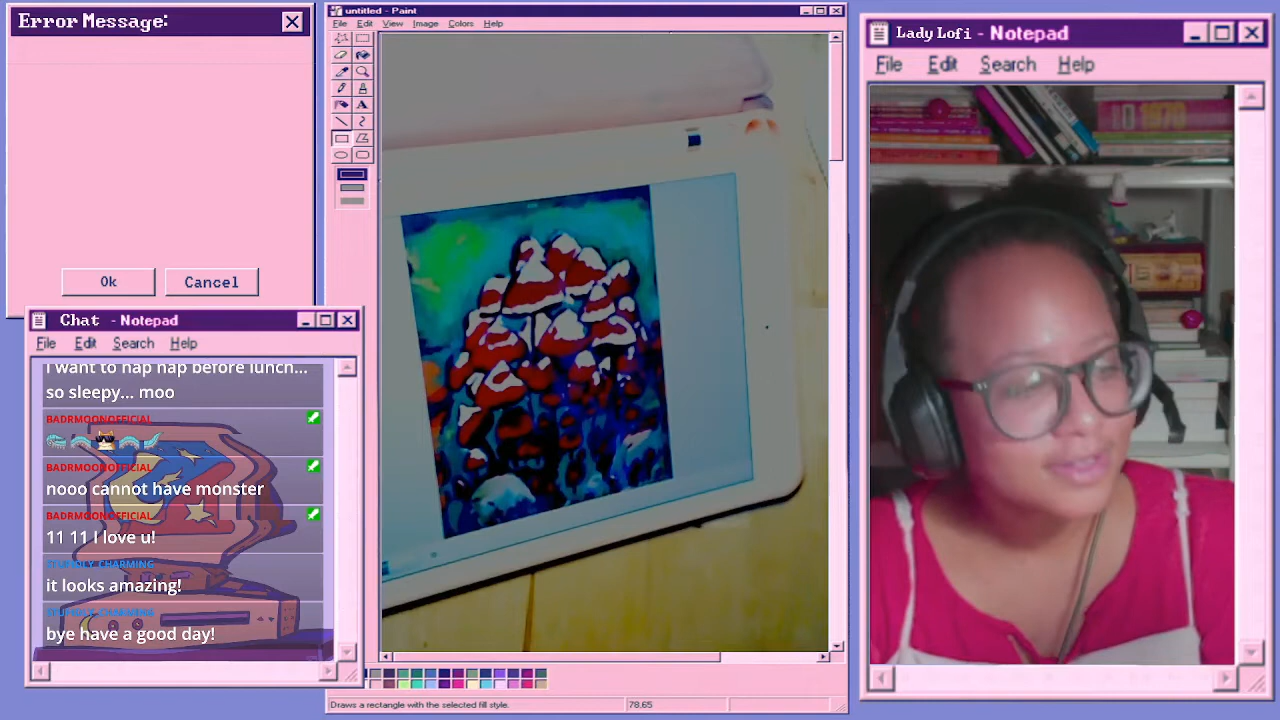 Error Message:
Ok
Cancel
Chat - Notepad
File Edit Search Help
I want to nap nap before lunch...
so sleepy... moo
BADRMOONOFFICIAL
BADRMOONOFFICIAL
nooo cannot have monster
BADRMOONOFFICIAL
11 11 I love u!
it looks amazing!
bye have a good day!
untitled - Paint
File Edit View Image Colors Help
A
Draws a rectangle with the selected fill style.
78.65
Lady Lofi - Notepad
File Edit Search Help
1970